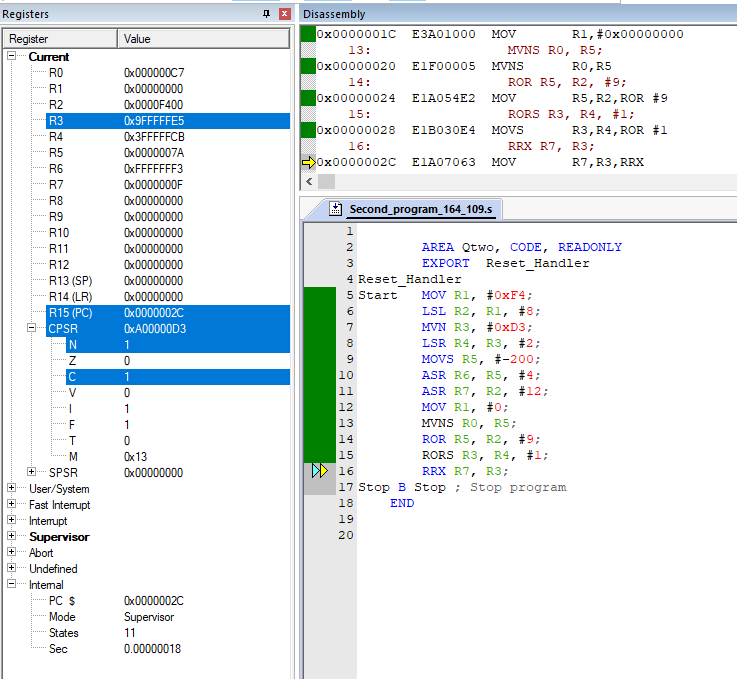 Registers
Register Value
Current
R0 0x000000C7
R1 0x00000000
R2 0x0000F400
R3 0x9FFFFFE5
R4 0x3FFFFFCB
R5 0x0000007A
R6 0xFFFFFFF3
R7 0x0000000F
R8 0x00000000
R9 0x00000000
R10 0x00000000
R11 0x00000000
R12 0x00000000
R13 (SP) 0x00000000
R14 (LR) 0x00000000
R15 (PC) 0x0000002C
CPSR 0xA00000D3
N 1
Z 0
C 1
V 0
I 1
F 1
T 0
M 0x13
SPSR 0x00000000
User/System
Fast Interrupt
Interrupt
Supervisor
Abort
Undefined
Internal
PC $ 0x0000002C
Mode Supervisor
States 11
Sec 0.00000018
Disassembly
0x0000001C E3A01000 MOV R1,#0x00000000
13: MVNS R0, R5;
0x00000020 E1F00005 MVNS R0,R5
14: ROR R5, R2, #9;
0x00000024 E1A054E2 MOV R5,R2,ROR #9
15: RORS R3, R4, #1;
0x00000028 E1B030E4 MOVS R3,R4,ROR #1
16: RRX R7, R3;
0x0000002C E1A07063 MOV R7,R3,RRX
Second_program_164_109.s
1
2 AREA Qtwo, CODE, READONLY
3 EXPORT Reset_Handler
4 Reset_Handler
5 Start MOV R1, #0xF4;
6 LSL R2, R1, #8;
7 MVN R3, #0xD3;
8 LSR R4, R3, #2;
9 MOVS R5, #-200;
10 ASR R6, R5, #4;
11 ASR R7, R2, #12;
12 MOV R1, #0;
13 MVNS R0, R5;
14 ROR R5, R2, #9;
15 RORS R3, R4, #1;
16 RRX R7, R3;
17 Stop B Stop ; Stop program
18 END
19
20